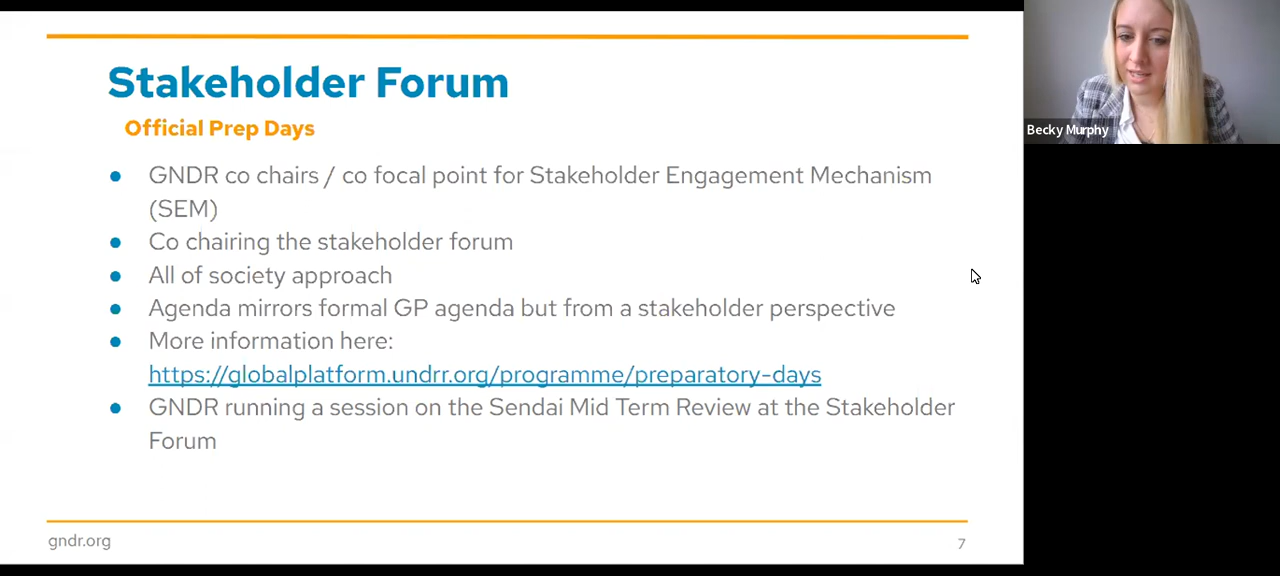 Stakeholder Forum
Official Prep Days
● GNDR co chairs / co focal point for Stakeholder Engagement Mechanism
(SEM)
● Co chairing the stakeholder forum
● All of society approach
● Agenda mirrors formal GP agenda but from a stakeholder perspective
● More information here:
https://globalplatform.undrr.org/programme/preparatory-days
● GNDR running a session on the Sendai Mid Term Review at the Stakeholder
Forum
gndr.org
7
Becky Murphy